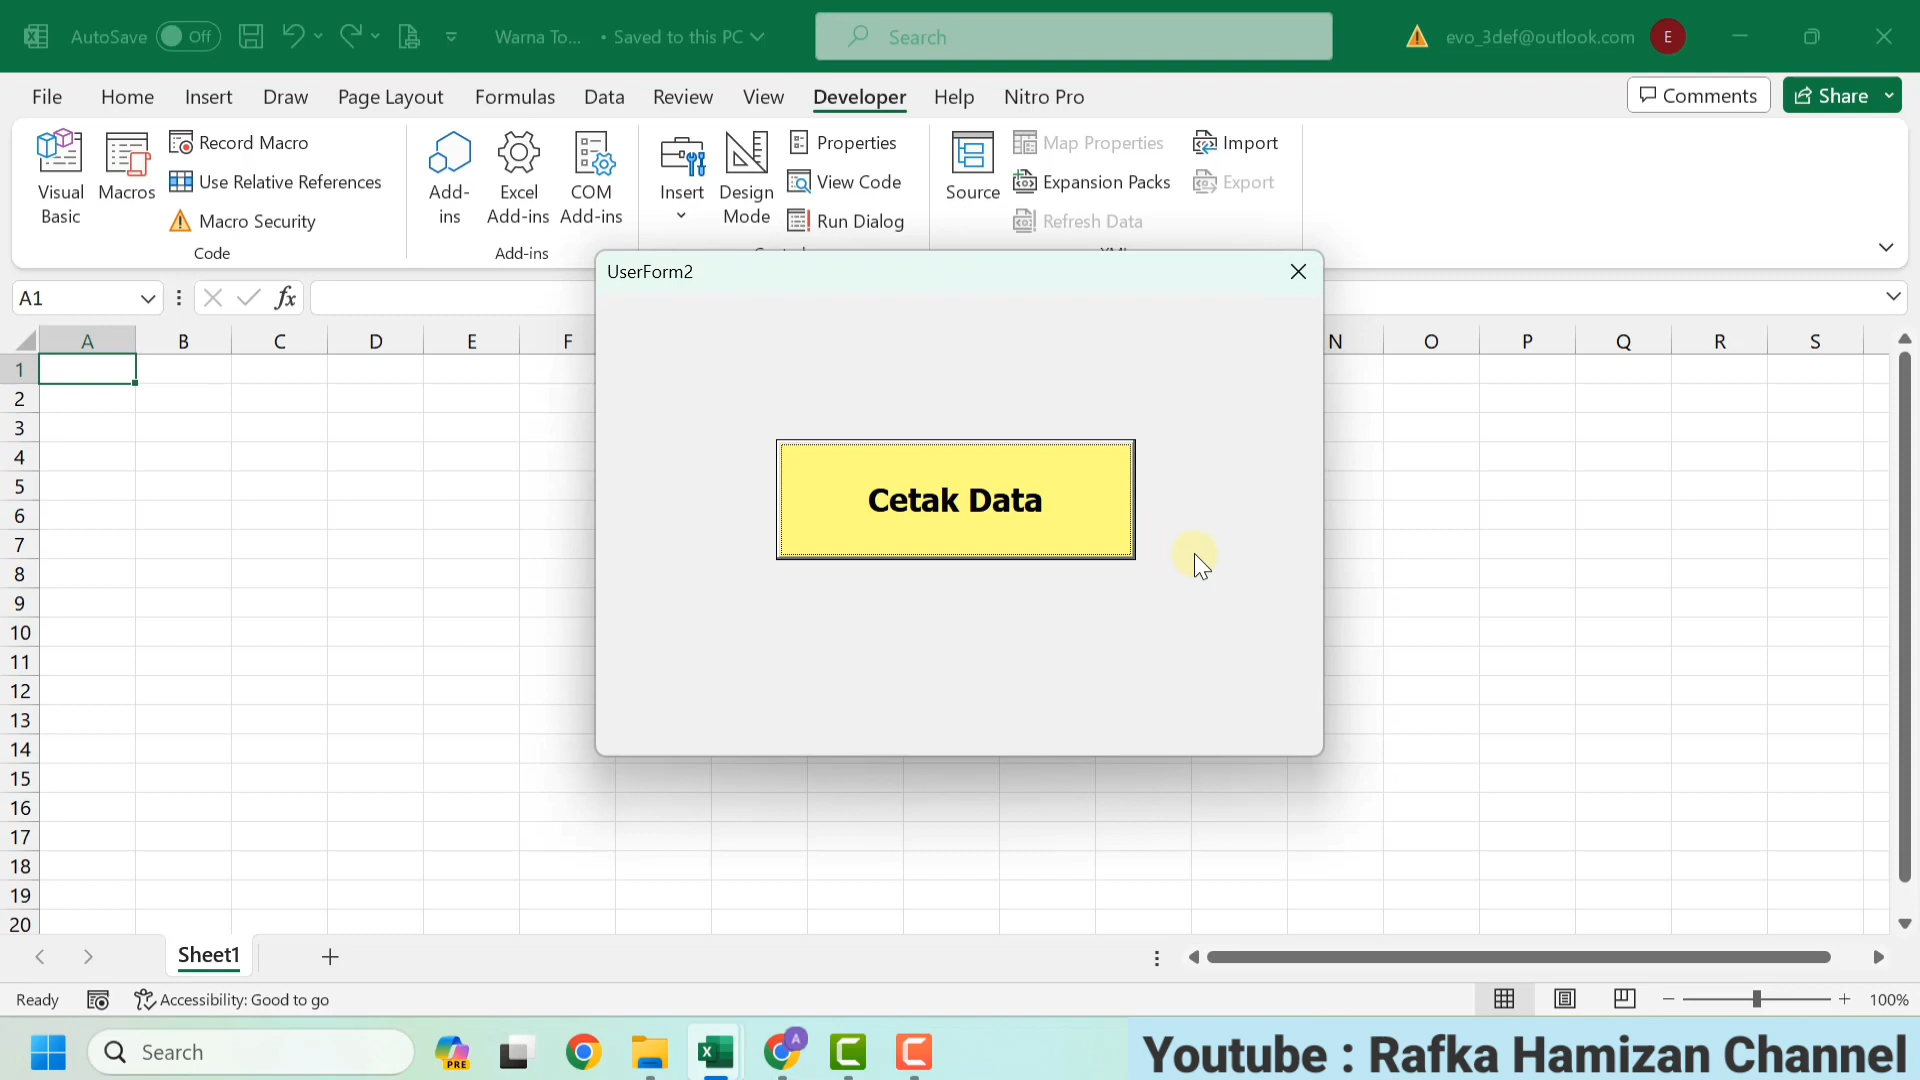 AutoSave Off Warna To... • Saved to this PC Search evo_3def@outlook.com E
File Home Insert Draw Page Layout Formulas Data Review View Developer Help Nitro Pro Comments Share
Visual Basic
Macros
Record Macro
Use Relative References
Macro Security
Code
Add-ins
Excel Add-ins
COM Add-ins
Add-ins
Insert
Design Mode
Properties
View Code
Run Dialog
Source
Map Properties
Expansion Packs
Refresh Data
Import
Export
UserForm2
A1 fx
A B C D E F N O P Q R S
1
2
3
4
5
6
7
8
9
10
11
12
13
14
15
16
17
18
19
20
Cetak Data
Sheet1
Ready Accessibility: Good to go 100%
Search PRE A
Youtube : Rafka Hamizan Channel